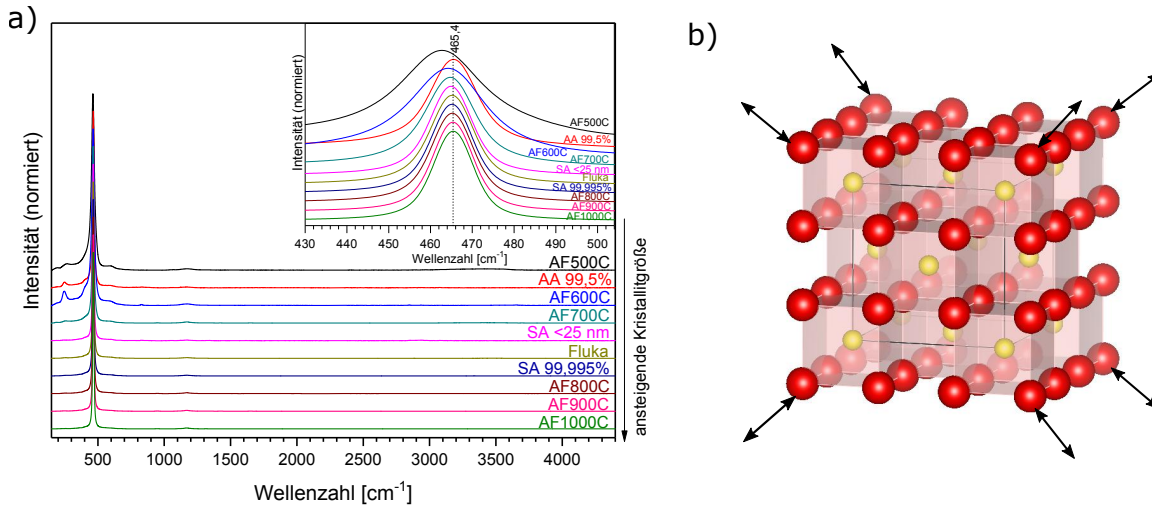 a)
Intensität (normiert)
Intensität (normiert)
465,4
AF500C
AA 99,5%
AF600C
AF700C
SA <25 nm
Fluka
SA 99,995%
AF800C
AF900C
AF1000C
430 440 450 460 470 480 490 500
Wellenzahl [cm⁻¹]
AF500C
AA 99,5%
AF600C
AF700C
SA <25 nm
Fluka
SA 99,995%
AF800C
AF900C
AF1000C
ansteigende Kristallitgröße
500 1000 1500 2000 2500 3000 3500 4000
Wellenzahl [cm⁻¹]
b)